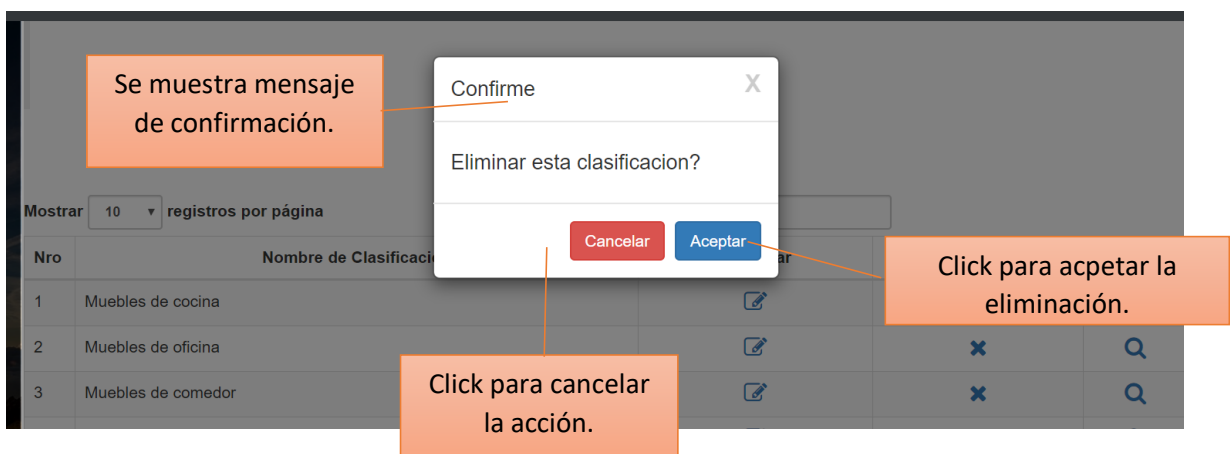 Se muestra mensaje
de confirmación.
Confirme
X
Eliminar esta clasificacion?
Cancelar
Aceptar
Mostrar 10 registros por página
Nro
Nombre de Clasificaci
ar
Click para acpetar la
eliminación.
1 Muebles de cocina
2 Muebles de oficina
3 Muebles de comedor
Click para cancelar
la acción.